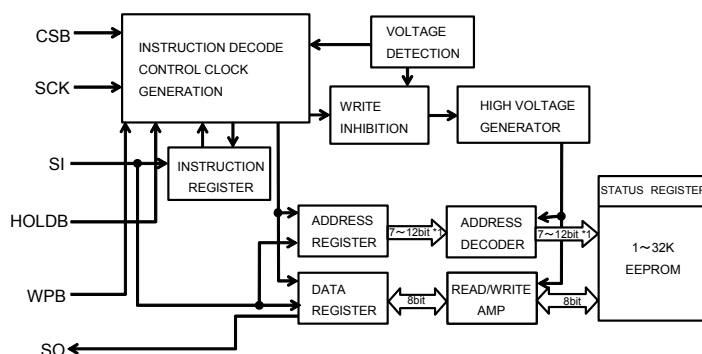 CSB
SCK
SI
HOLDB
WPB
SO
INSTRUCTION DECODE
CONTROL CLOCK
GENERATION
VOLTAGE
DETECTION
WRITE
INHIBITION
HIGH VOLTAGE
GENERATOR
INSTRUCTION
REGISTER
ADDRESS
REGISTER
7~12bit *1
ADDRESS
DECODER
7~12bit *1
DATA
REGISTER
8bit
READ/WRITE
AMP
8bit
STATUS REGISTER
1~32K
EEPROM